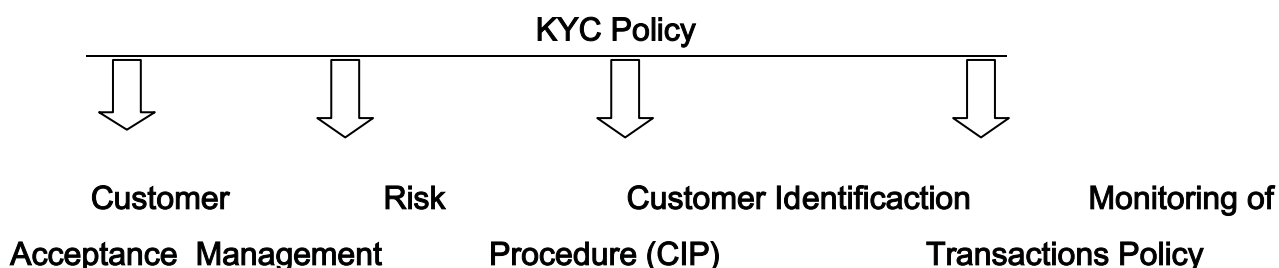 KYC Policy
Customer Risk Customer Identificaction Monitoring of
Acceptance Management Procedure (CIP) Transactions Policy